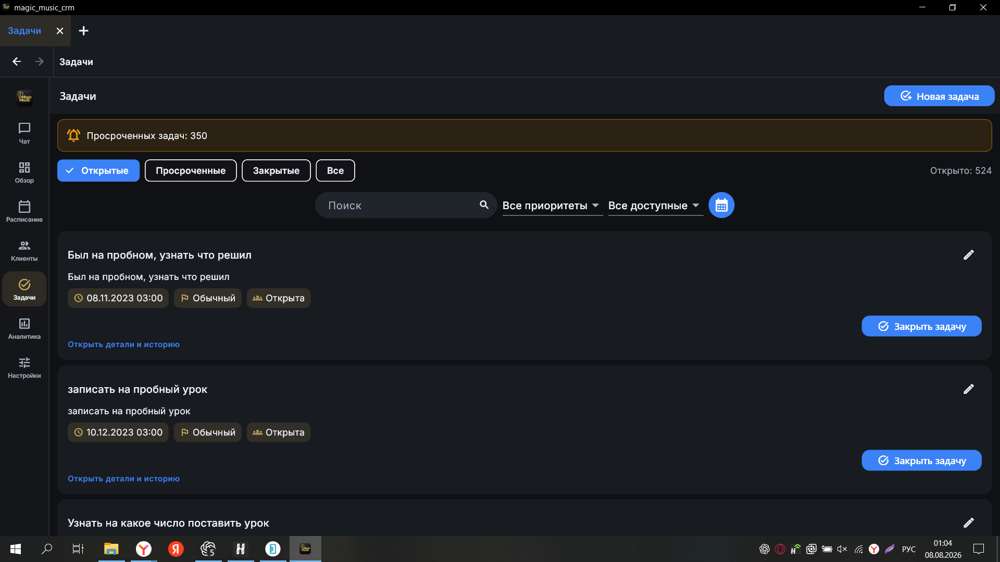 magic_music_crm
Задачи
Задачи
Magic Music
Задачи
Новая задача
Чат
Просроченных задач: 350
Обзор
Открытые Просроченные Закрытые Все
Открыто: 524
Расписание
Поиск
Все приоритеты
Все доступные
Клиенты
Задачи
Аналитика
Настройки
Был на пробном, узнать что решил
Был на пробном, узнать что решил
08.11.2023 03:00 Обычный Открыта
Закрыть задачу
Открыть детали и историю
записать на пробный урок
записать на пробный урок
10.12.2023 03:00 Обычный Открыта
Закрыть задачу
Открыть детали и историю
Узнать на какое число поставить урок
РУС
01:04
08.08.2026